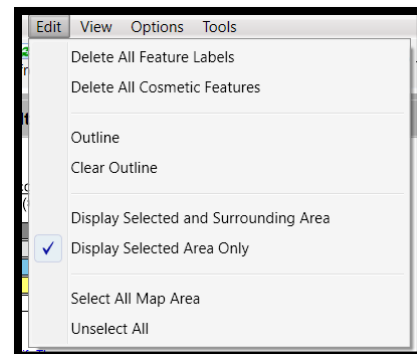 Edit View Options Tools
Delete All Feature Labels
Delete All Cosmetic Features
Outline
Clear Outline
Display Selected and Surrounding Area
Display Selected Area Only
Select All Map Area
Unselect All